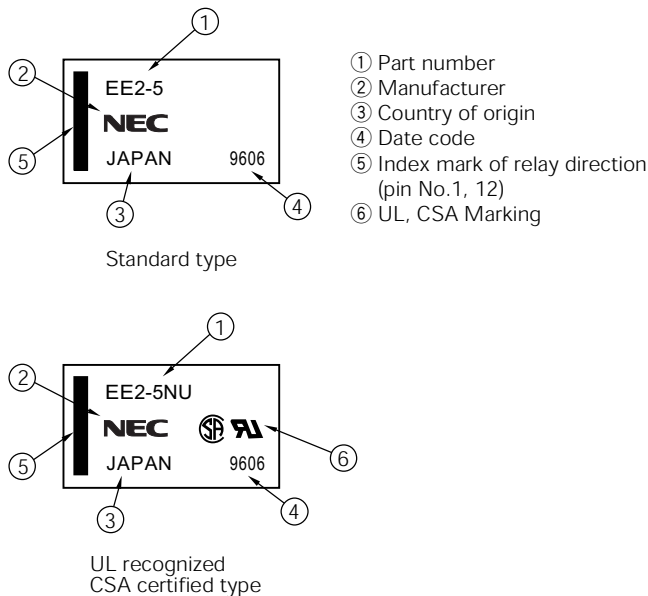 ①
EE2-5
②
NEC
⑤
JAPAN 9606
③
④
Standard type
① Part number
② Manufacturer
③ Country of origin
④ Date code
⑤ Index mark of relay direction
(pin No.1, 12)
⑥ UL, CSA Marking
①
EE2-5NU
②
NEC SA RU
⑤
⑥
JAPAN 9606
③
④
UL recognized
CSA certified type